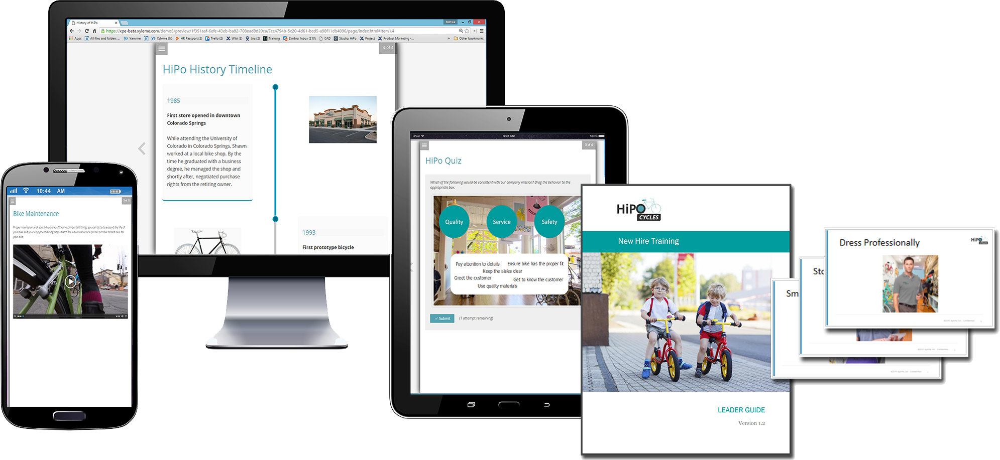 History of HiPo
Monica
https://xpe-beta.xyleme.com/demo5/preview/1f351aaf-6efe-43eb-ba82-708ead8d20ca/7cc4794b-5c20-4d61-bcd5-a98f11db4096/page/index.html#Item1.4
Apps All files and folders ... Yammer Xyleme UC HR Passport (2) Trello (2) Wiki (2) Jira (2) Training Zimbra: Inbox (210) CAD Studio: HiPo Project Product Marketing -... » Other bookmarks
4 of 4
HiPo History Timeline
1985
First store opened in downtown
Colorado Springs
While attending the University of
Colorado in Colorado Springs, Shawn
worked at a local bike shop. By the
time he graduated with a business
degree, he managed the shop and
shortly after, negotiated purchase
rights from the retiring owner.
1993
First prototype bicycle
10:44 AM
3 of 21
Bike Maintenance
Proper maintenance of your bike is one of the most important things you can do to expand the life of
your bike and your enjoyment during rides. Watch the video below for a primer on how to best care for
your bike.
iPad 9:41 AM 100%
3 of 4
HiPo Quiz
Which of the following would be consistent with our company mission? Drag the behavior to the
appropriate box.
Quality Service Safety
Pay attention to details Ensure bike has the proper fit
Keep the aisles clear
Greet the customer Get to know the customer
Use quality materials
✓ Submit (1 attempt remaining)
HiPO
CYCLES
New Hire Training
LEADER GUIDE
Version 1.2
Dress Professionally
HiPO
CYCLES
Sto
Sm